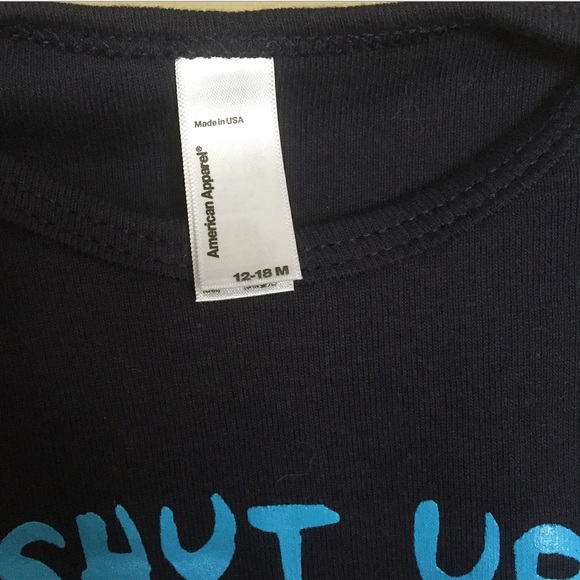 Made in USA
American Apparel®
12-18 M
SHUT UP